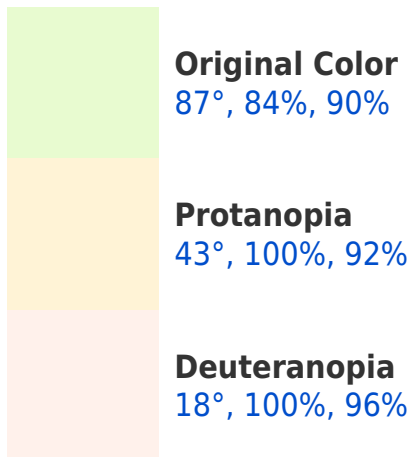 Original Color
87°, 84%, 90%
Protanopia
43°, 100%, 92%
Deuteranopia
18°, 100%, 96%